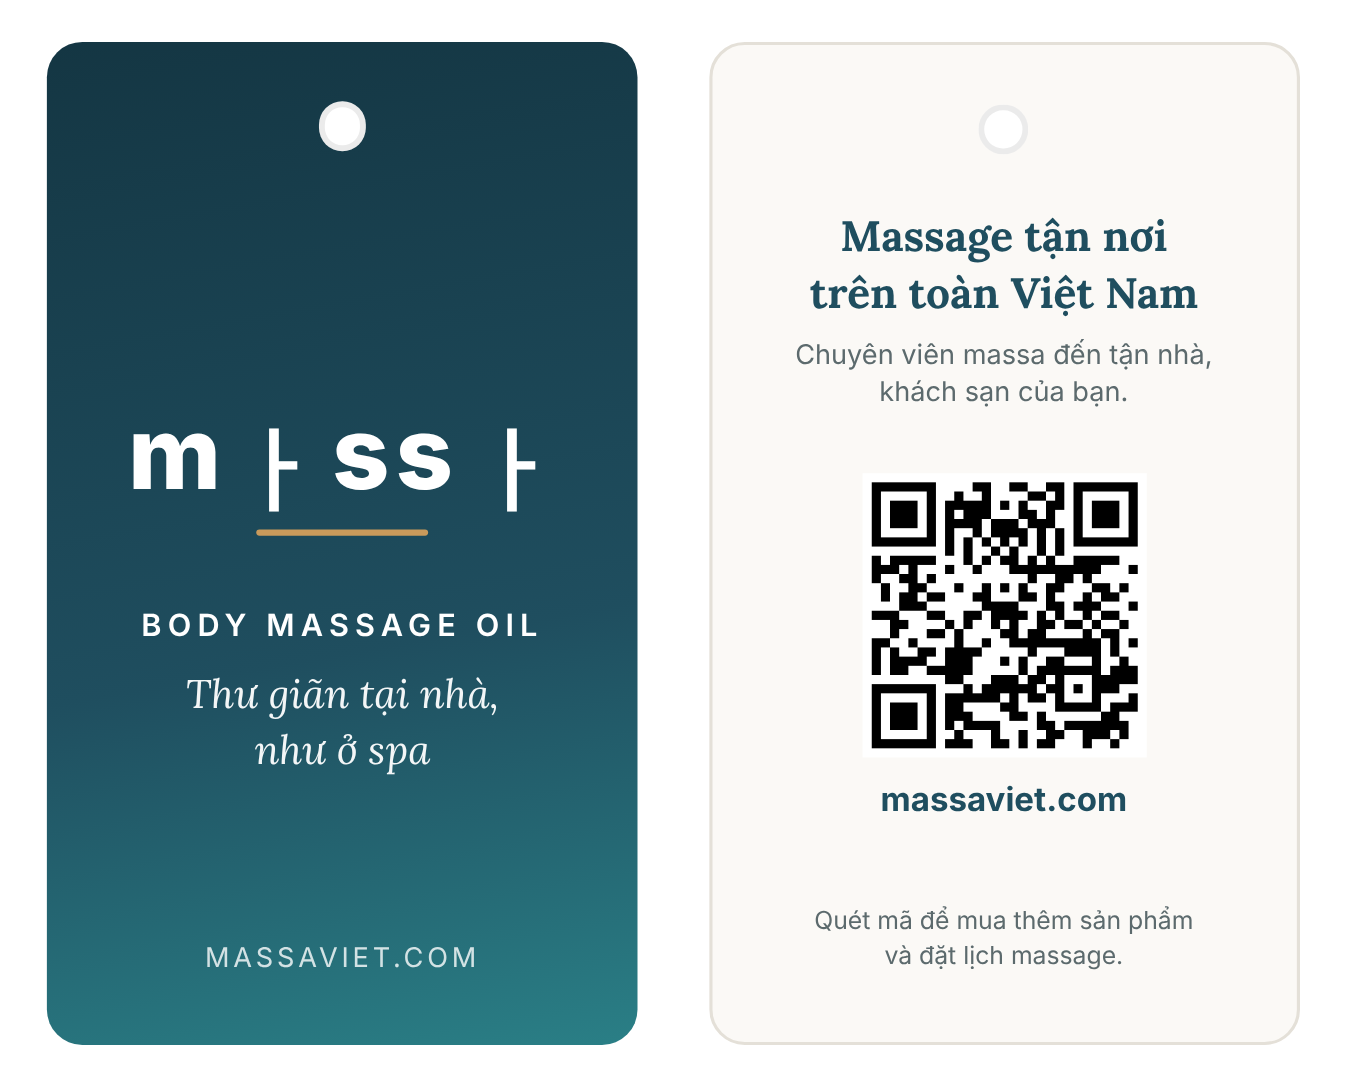 m ├ ss ├
BODY MASSAGE OIL
Thư giãn tại nhà,
như ở spa
MASSAVIET.COM
Massage tận nơi
trên toàn Việt Nam
Chuyên viên massa đến tận nhà,
khách sạn của bạn.
massaviet.com
Quét mã để mua thêm sản phẩm
và đặt lịch massage.